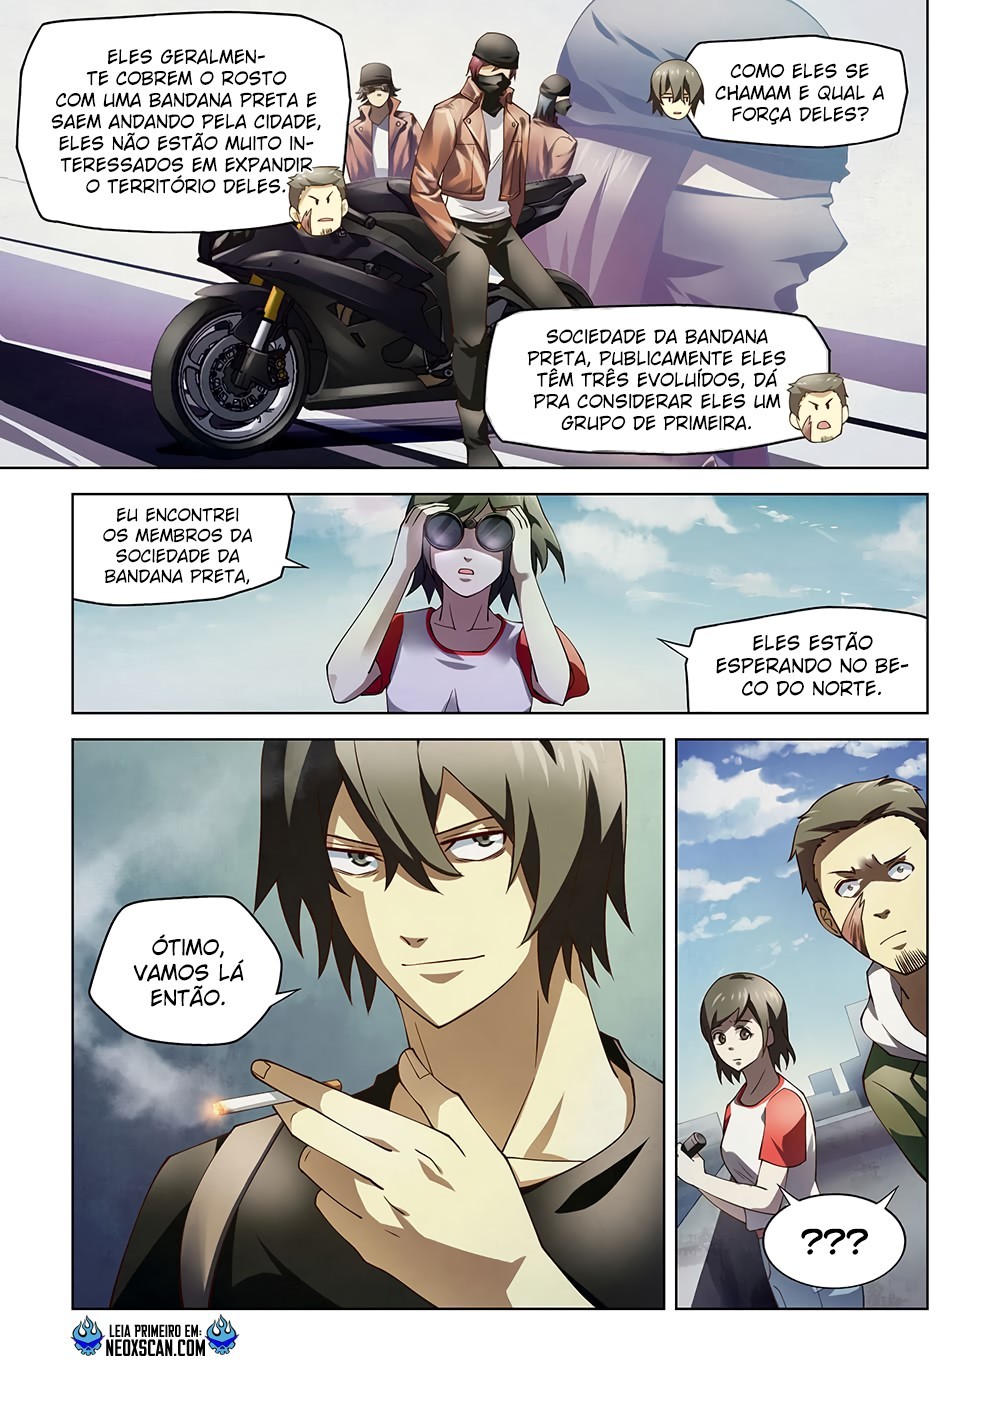 ELES GERALMEN-
TE COBREM O ROSTO
COM UMA BANDANA PRETA E
SAEM ANDANDO PELA CIDADE,
ELES NÃO ESTÃO MUITO IN-
TERESSADOS EM EXPANDIR
O TERRITÓRIO DELES.
COMO ELES SE
CHAMAM E QUAL A
FORÇA DELES?
SOCIEDADE DA BANDANA
PRETA, PUBLICAMENTE ELES
TÊM TRÊS EVOLUÍDOS, DÁ
PRA CONSIDERAR ELES UM
GRUPO DE PRIMEIRA.
EU ENCONTREI
OS MEMBROS DA
SOCIEDADE DA
BANDANA PRETA,
ELES ESTÃO
ESPERANDO NO BE-
CO DO NORTE.
ÓTIMO,
VAMOS LÁ
ENTÃO.
???
LEIA PRIMEIRO EM:
NEOXSCAN.COM